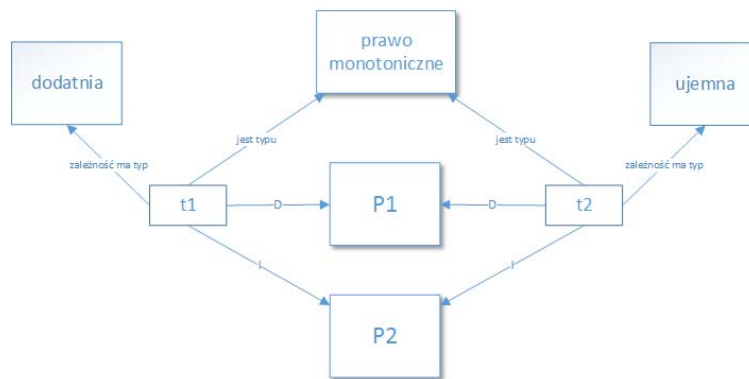 prawo
monotoniczne
dodatnia
ujemna
jest typu
jest typu
zależność ma typ
zależność ma typ
t1
D
P1
D
t2
I
I
P2